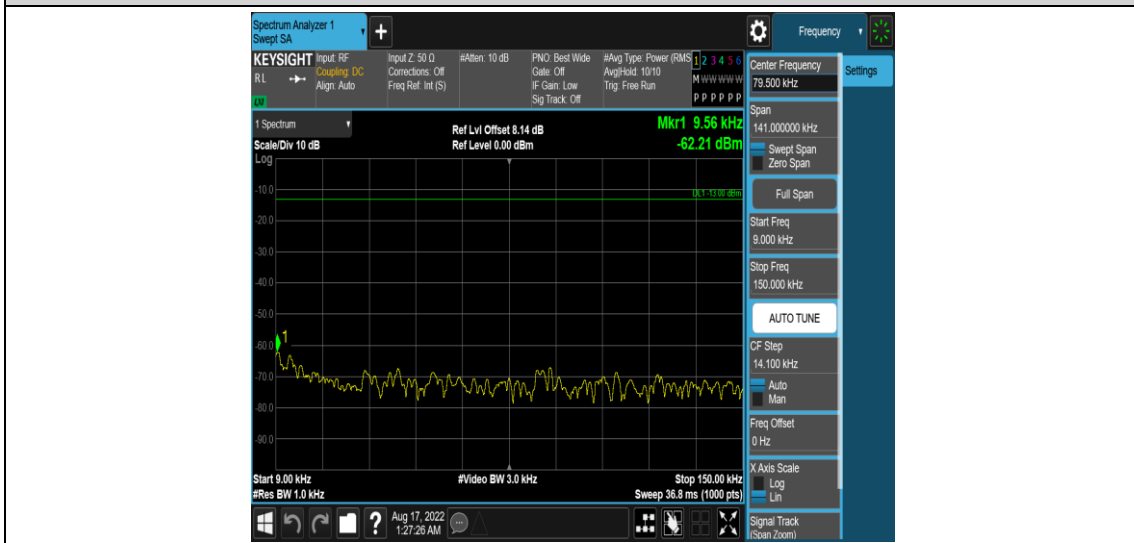 Spectrum Analyzer 1
Swept SA
+
Frequency
KEYSIGHT
RL
LXI
Input: RF
Coupling: DC
Align: Auto
Input Z: 50 Ω
Corrections: Off
Freq Ref: Int (S)
#Atten: 10 dB
PNO: Best Wide
Gate: Off
IF Gain: Low
Sig Track: Off
#Avg Type: Power (RMS
Avg|Hold: 10/10
Trig: Free Run
1 2 3 4 5 6
M W W W W W
P P P P P P
1 Spectrum
Scale/Div 10 dB
Log
Ref Lvl Offset 8.14 dB
Ref Level 0.00 dBm
Mkr1 9.56 kHz
-62.21 dBm
DL1 -13.00 dBm
-10.0
-20.0
-30.0
-40.0
-50.0
-60.0
1
-70.0
-80.0
-90.0
Start 9.00 kHz
#Res BW 1.0 kHz
#Video BW 3.0 kHz
Stop 150.00 kHz
Sweep 36.8 ms (1000 pts)
Center Frequency
79.500 kHz
Settings
Span
141.000000 kHz
Swept Span
Zero Span
Full Span
Start Freq
9.000 kHz
Stop Freq
150.000 kHz
AUTO TUNE
CF Step
14.100 kHz
Auto
Man
Freq Offset
0 Hz
X Axis Scale
Log
Lin
Signal Track
(Span Zoom)
?
Aug 17, 2022
1:27:26 AM